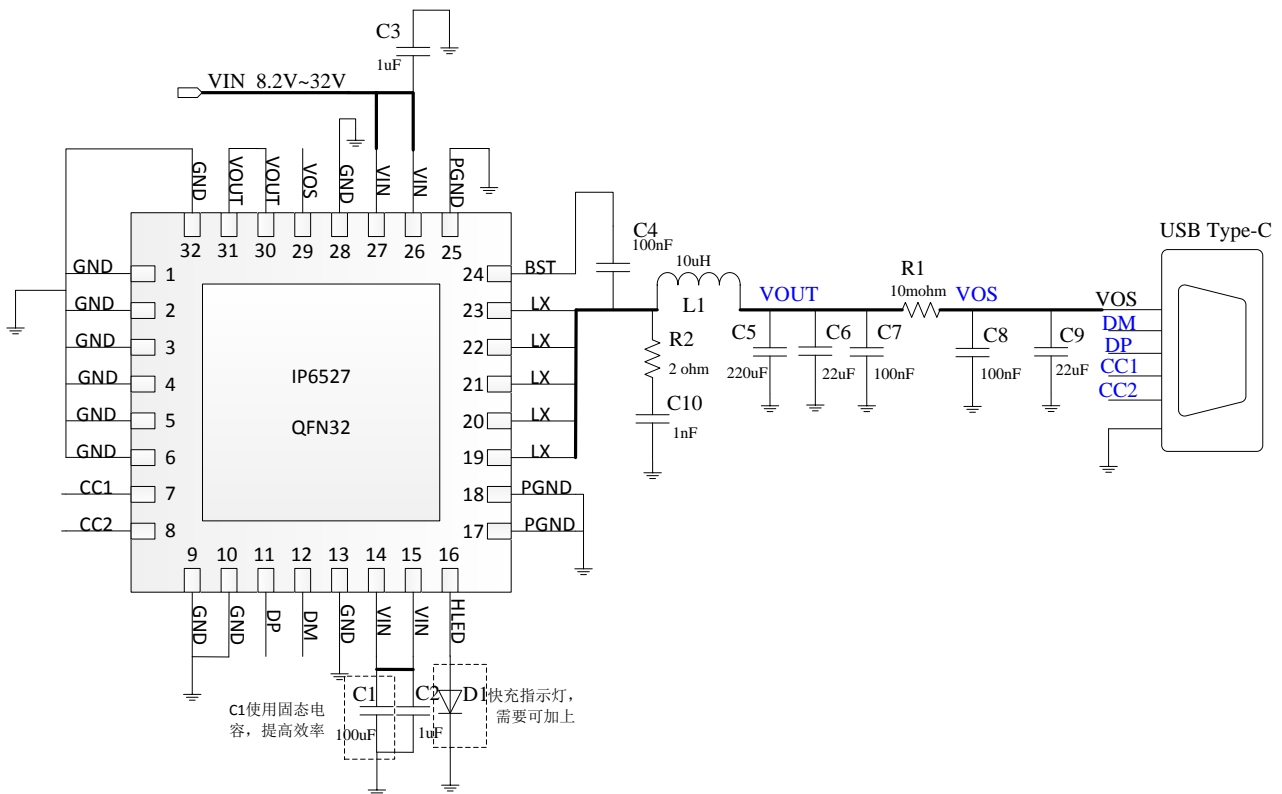 C3
1uF
VIN 8.2V~32V
GND
VOUT
VOUT
VOS
GND
VIN
VIN
PGND
32
31
30
29
28
27
26
25
GND
1
GND
2
GND
3
GND
4
GND
5
GND
6
CC1
7
CC2
8
IP6527
QFN32
24
BST
23
LX
22
LX
21
LX
20
LX
19
LX
18
PGND
17
PGND
9
10
11
12
13
14
15
16
GND
GND
DP
DM
GND
VIN
VIN
HLED
C1使用固态电
容，提高效率
C1
100uF
C2
1uF
D1
快充指示灯，
需要可加上
C4
100nF
10uH
L1
R2
2 ohm
C10
1nF
VOUT
C5
220uF
C6
22uF
C7
100nF
R1
10mohm
VOS
C8
100nF
C9
22uF
USB Type-C
VOS
DM
DP
CC1
CC2